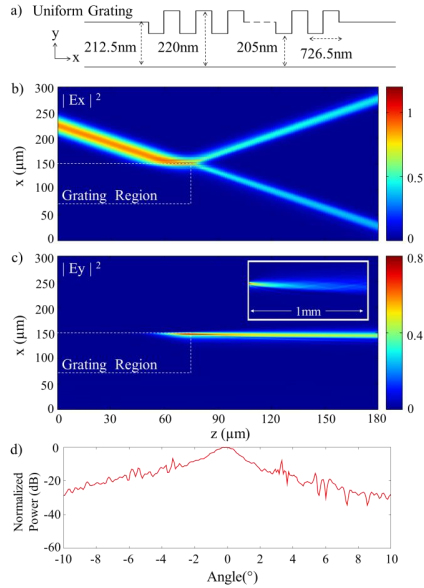 a) Uniform Grating
y
x
212.5nm
220nm
205nm
726.5nm
b)
300
250
200
150
100
50
0
x (µm)
| Ex | 2
Grating Region
1
0.5
0
c)
300
250
200
150
100
50
0
x (µm)
| Ey | 2
1mm
Grating Region
0.8
0.4
0
0 30 60 90 120 150 180
z (µm)
d)
0
-20
-40
-60
Normalized
Power (dB)
-10 -8 -6 -4 -2 0 2 4 6 8 10
Angle(°)